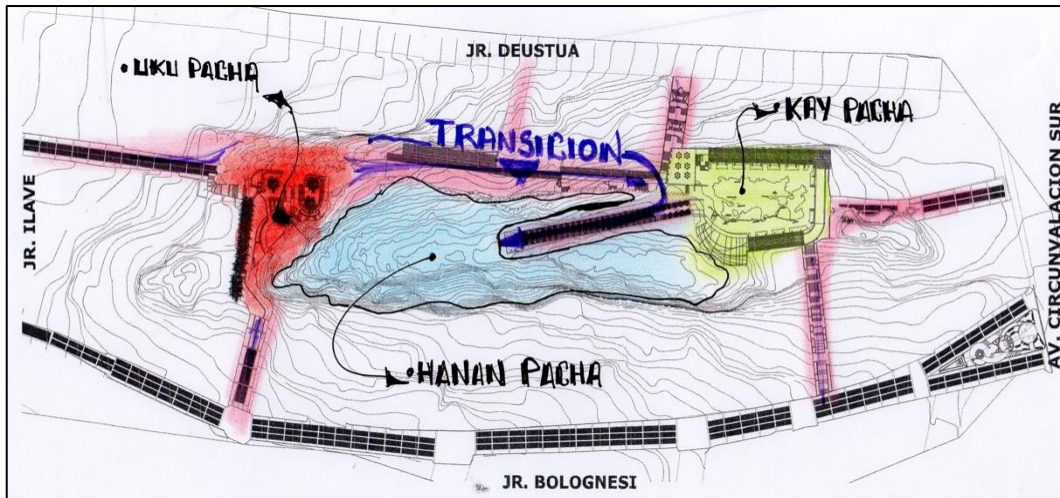 JR. DEUSTUA
• UKU PACHA
TRANSICION
• KAY PACHA
JR. ILAVE
AV. CIRCUNVALACION SUR
• HANAN PACHA
JR. BOLOGNESI